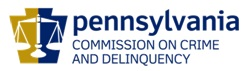 pennsylvania
COMMISSION ON CRIME
AND DELINQUENCY